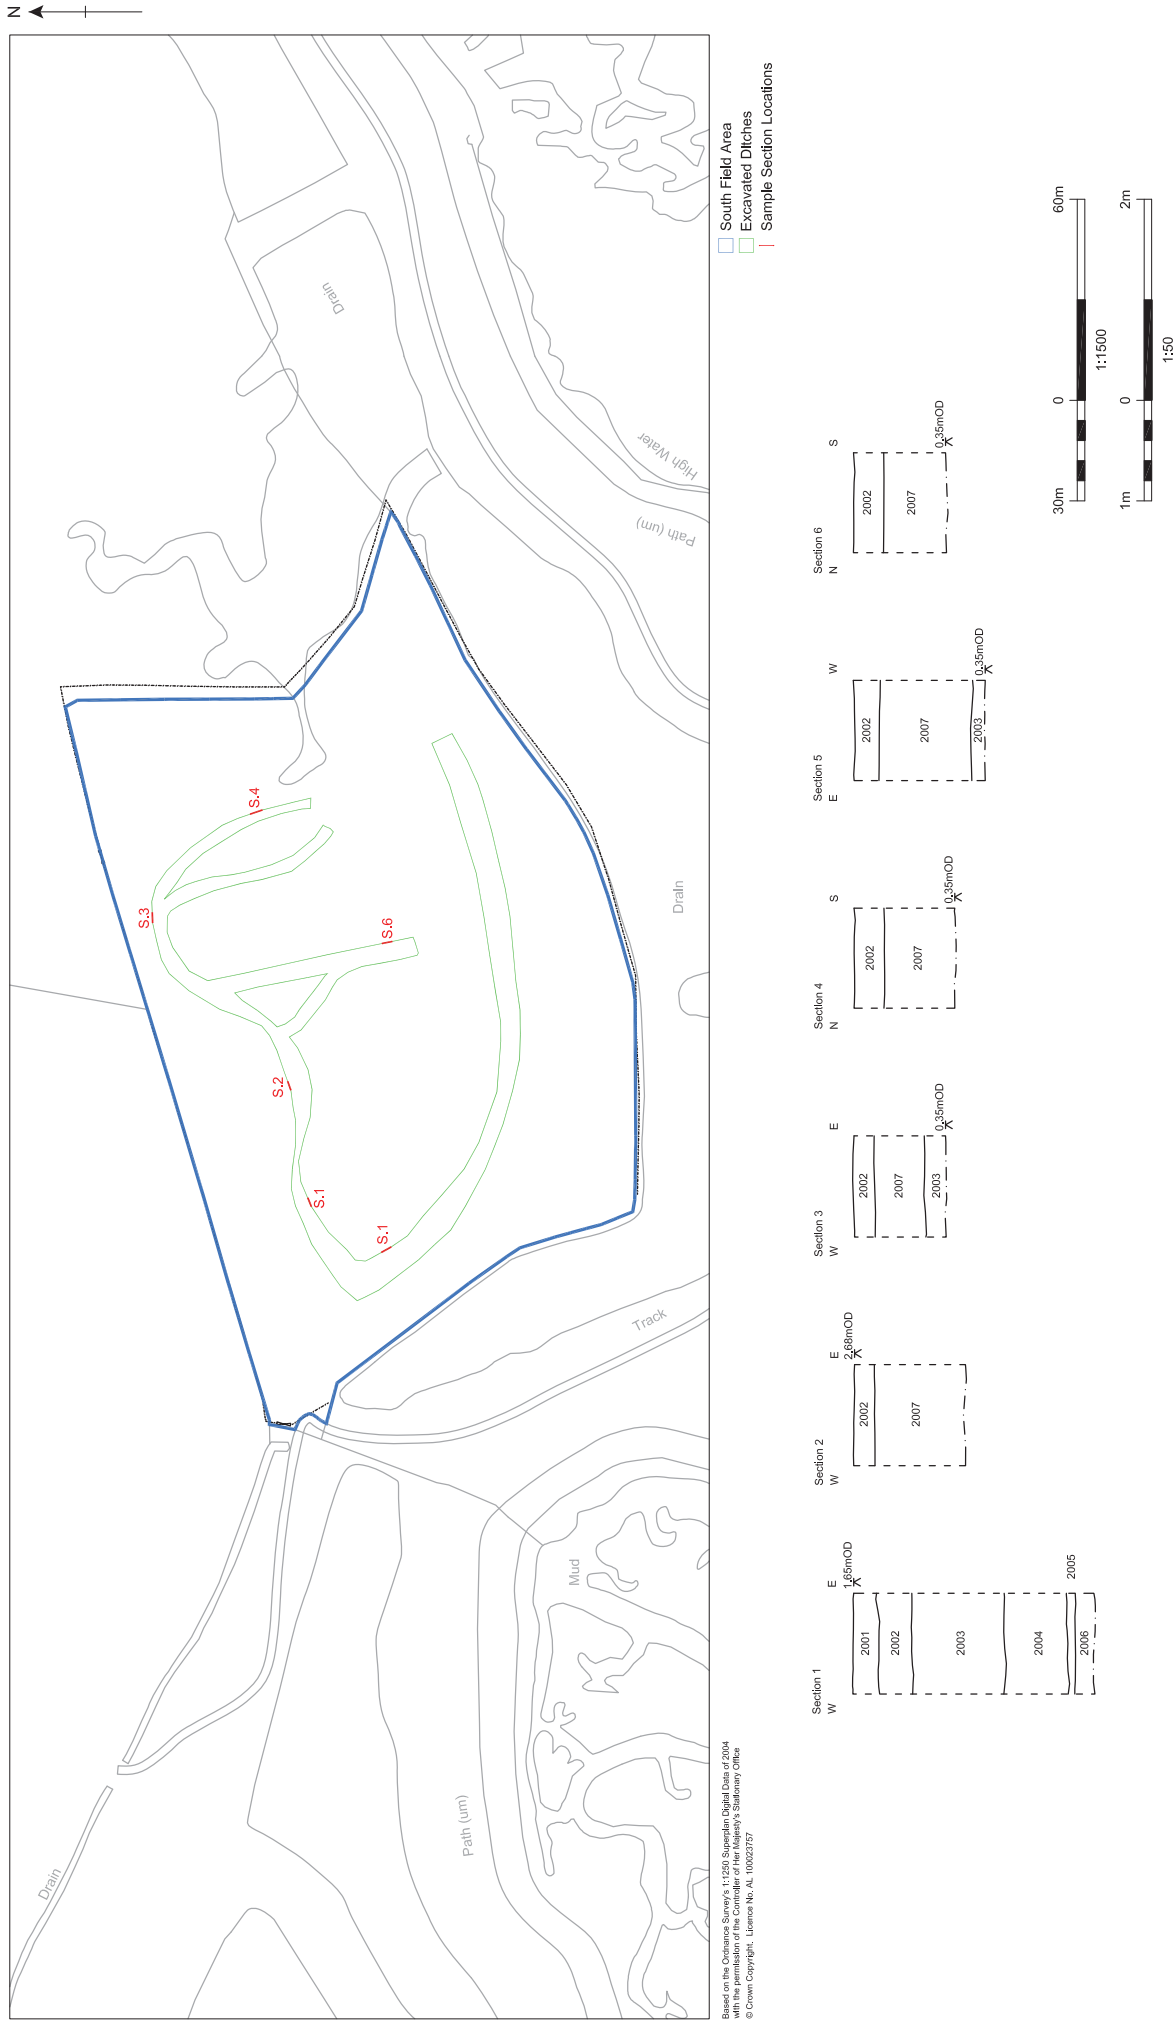 N
Drain
Drain
High Water
Path (um)
Drain
Track
Mud
Path (um)
S.3
S.4
S.6
S.2
S.1
S.1
South Field Area
Excavated Ditches
Sample Section Locations
Based on the Ordnance Survey's 1:1250 Superplan Digital Data of 2004
with the permission of the Controller of Her Majesty's Stationary Office
© Crown Copyright. Licence No. AL 100023757
Section 1
W E
1.65mOD
2001
2002
2003
2004
2005
2006
Section 2
W E
2.68mOD
2002
2007
Section 3
W E
2002
2007
2003
0.35mOD
Section 4
N S
2002
2007
0.35mOD
Section 5
E W
2002
2007
2003
0.35mOD
Section 6
N S
2002
2007
0.35mOD
30m 0 60m
1:1500
1m 0 2m
1:50